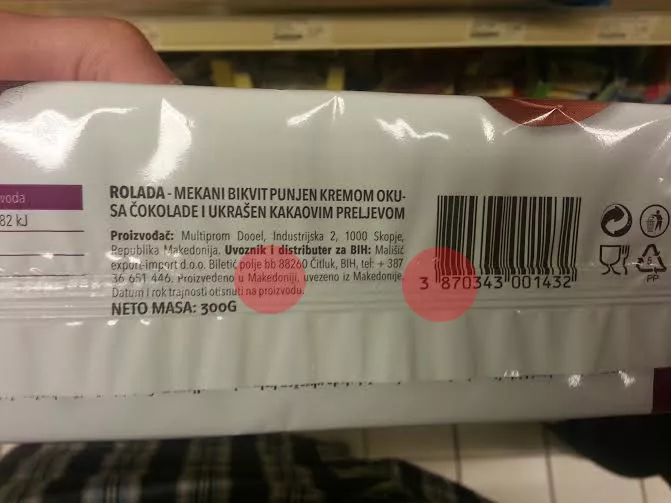 voda
82 kJ
ROLADA - MEKANI BIKVIT PUNJEN KREMOM OKU-
SA ČOKOLADE I UKRAŠEN KAKAOVIM PRELJEVOM
Proizvođač: Multiprom Dooel, Industrijska 2, 1000 Skopje,
Republika Makedonija. Uvoznik i distributer za BIH: Mališić
export-import d.o.o. Biletić polje bb 88260 Čitluk, BIH, tel: + 387
36 651 446. Proizvedeno u Makedoniji, uvezeno iz Makedonije.
Datum i rok trajnosti otisnuti na proizvodu.
NETO MASA: 300G
3 870343 001432
5
PP